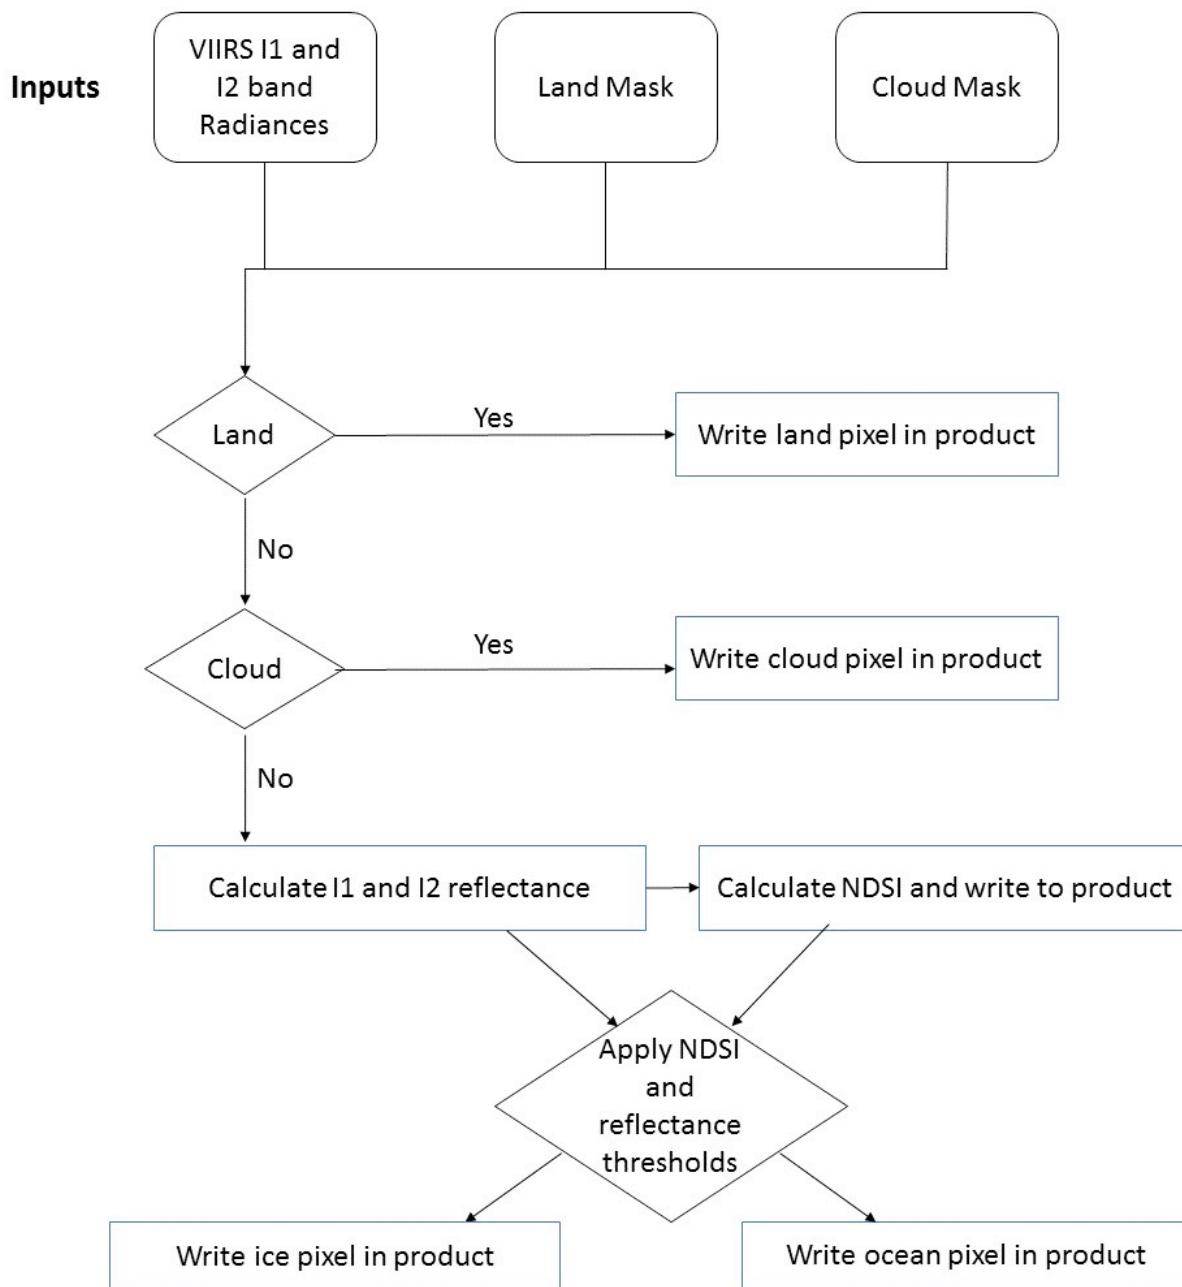 Inputs
VIIRS I1 and
I2 band
Radiances
Land Mask
Cloud Mask
Land
Yes
Write land pixel in product
No
Cloud
Yes
Write cloud pixel in product
No
Calculate I1 and I2 reflectance
Calculate NDSI and write to product
Apply NDSI
and
reflectance
thresholds
Write ice pixel in product
Write ocean pixel in product